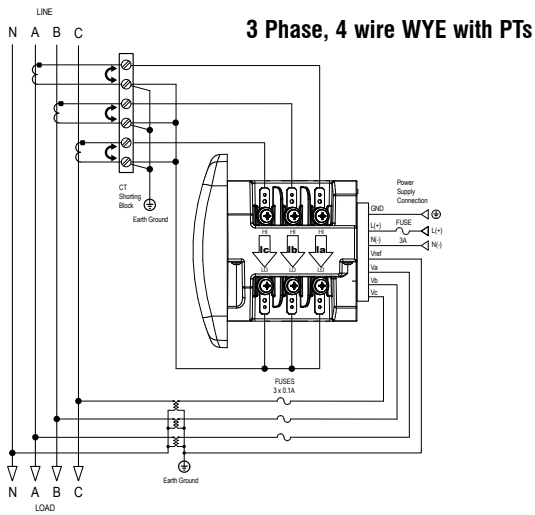 3 Phase, 4 wire WYE with PTs
LINE
N A B C
CT
Shorting
Block
Earth Ground
Power
Supply
Connection
GND
L(+)
FUSE
L(+)
N(-)
3A
N(-)
Vref
Va
Vb
Vc
HI HI HI
Ic Ib Ia
LO LO LO
FUSES
3 x 0.1A
Earth Ground
N A B C
LOAD